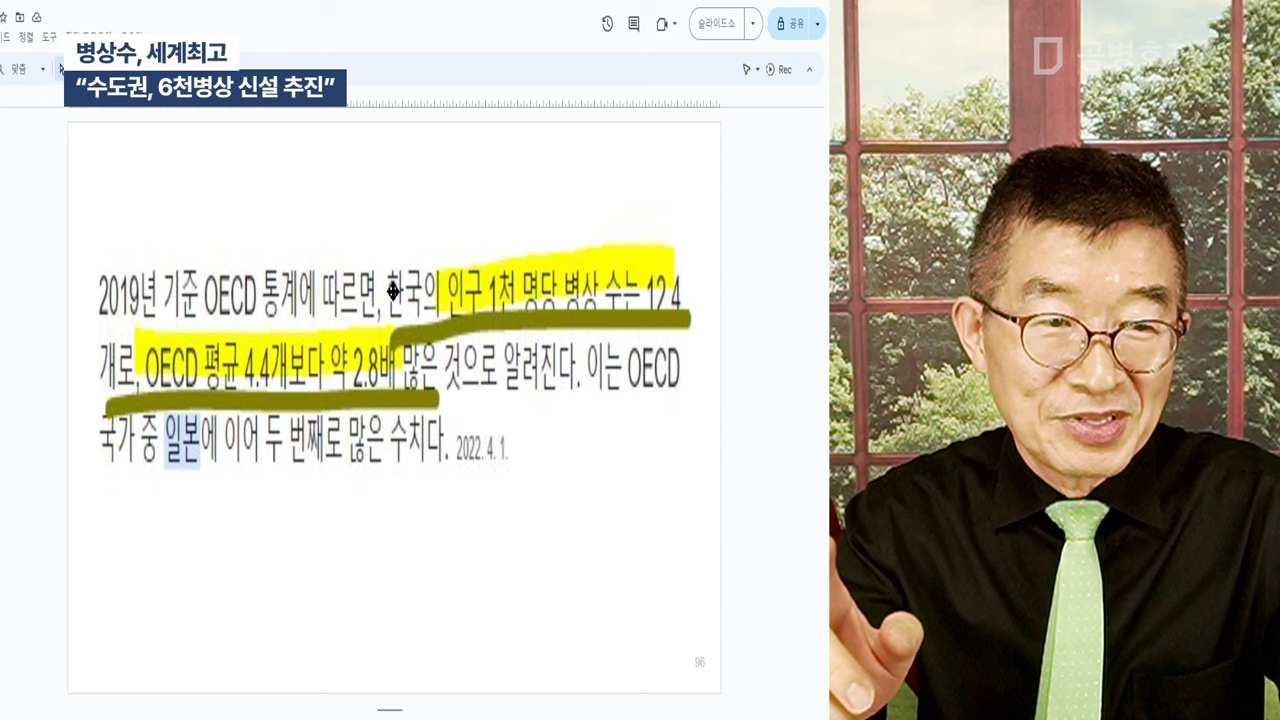 병상수, 세계최고
“수도권, 6천병상 신설 추진”
정렬 도구
맞춤
슬라이드쇼
공유
Rec
2019년 기준 OECD 통계에 따르면, 한국의 인구 1천 명당 병상 수는 12.4
개로, OECD 평균 4.4개보다 약 2.8배 많은 것으로 알려진다. 이는 OECD
국가 중 일본에 이어 두 번째로 많은 수치다. 2022. 4. 1.
96